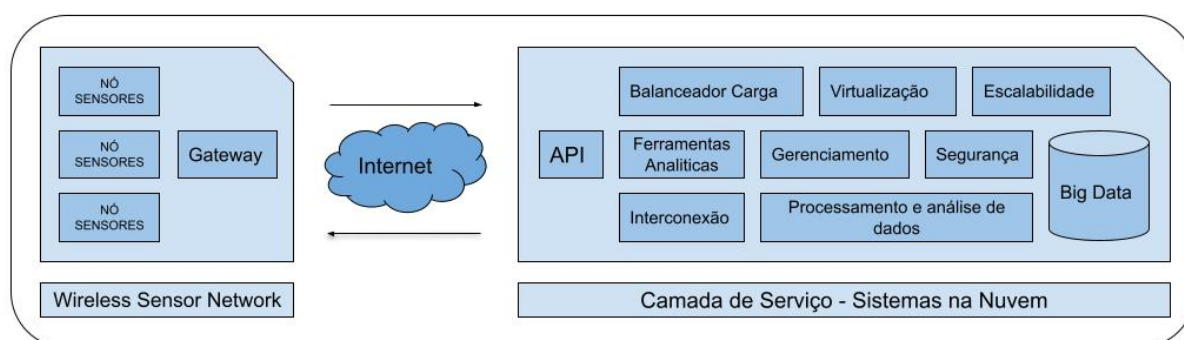 NÓ
SENSORES
NÓ
SENSORES
NÓ
SENSORES
Gateway
Wireless Sensor Network
Internet
API
Balanceador Carga
Virtualização
Escalabilidade
Ferramentas
Analiticas
Gerenciamento
Segurança
Interconexão
Processamento e análise de
dados
Big Data
Camada de Serviço - Sistemas na Nuvem